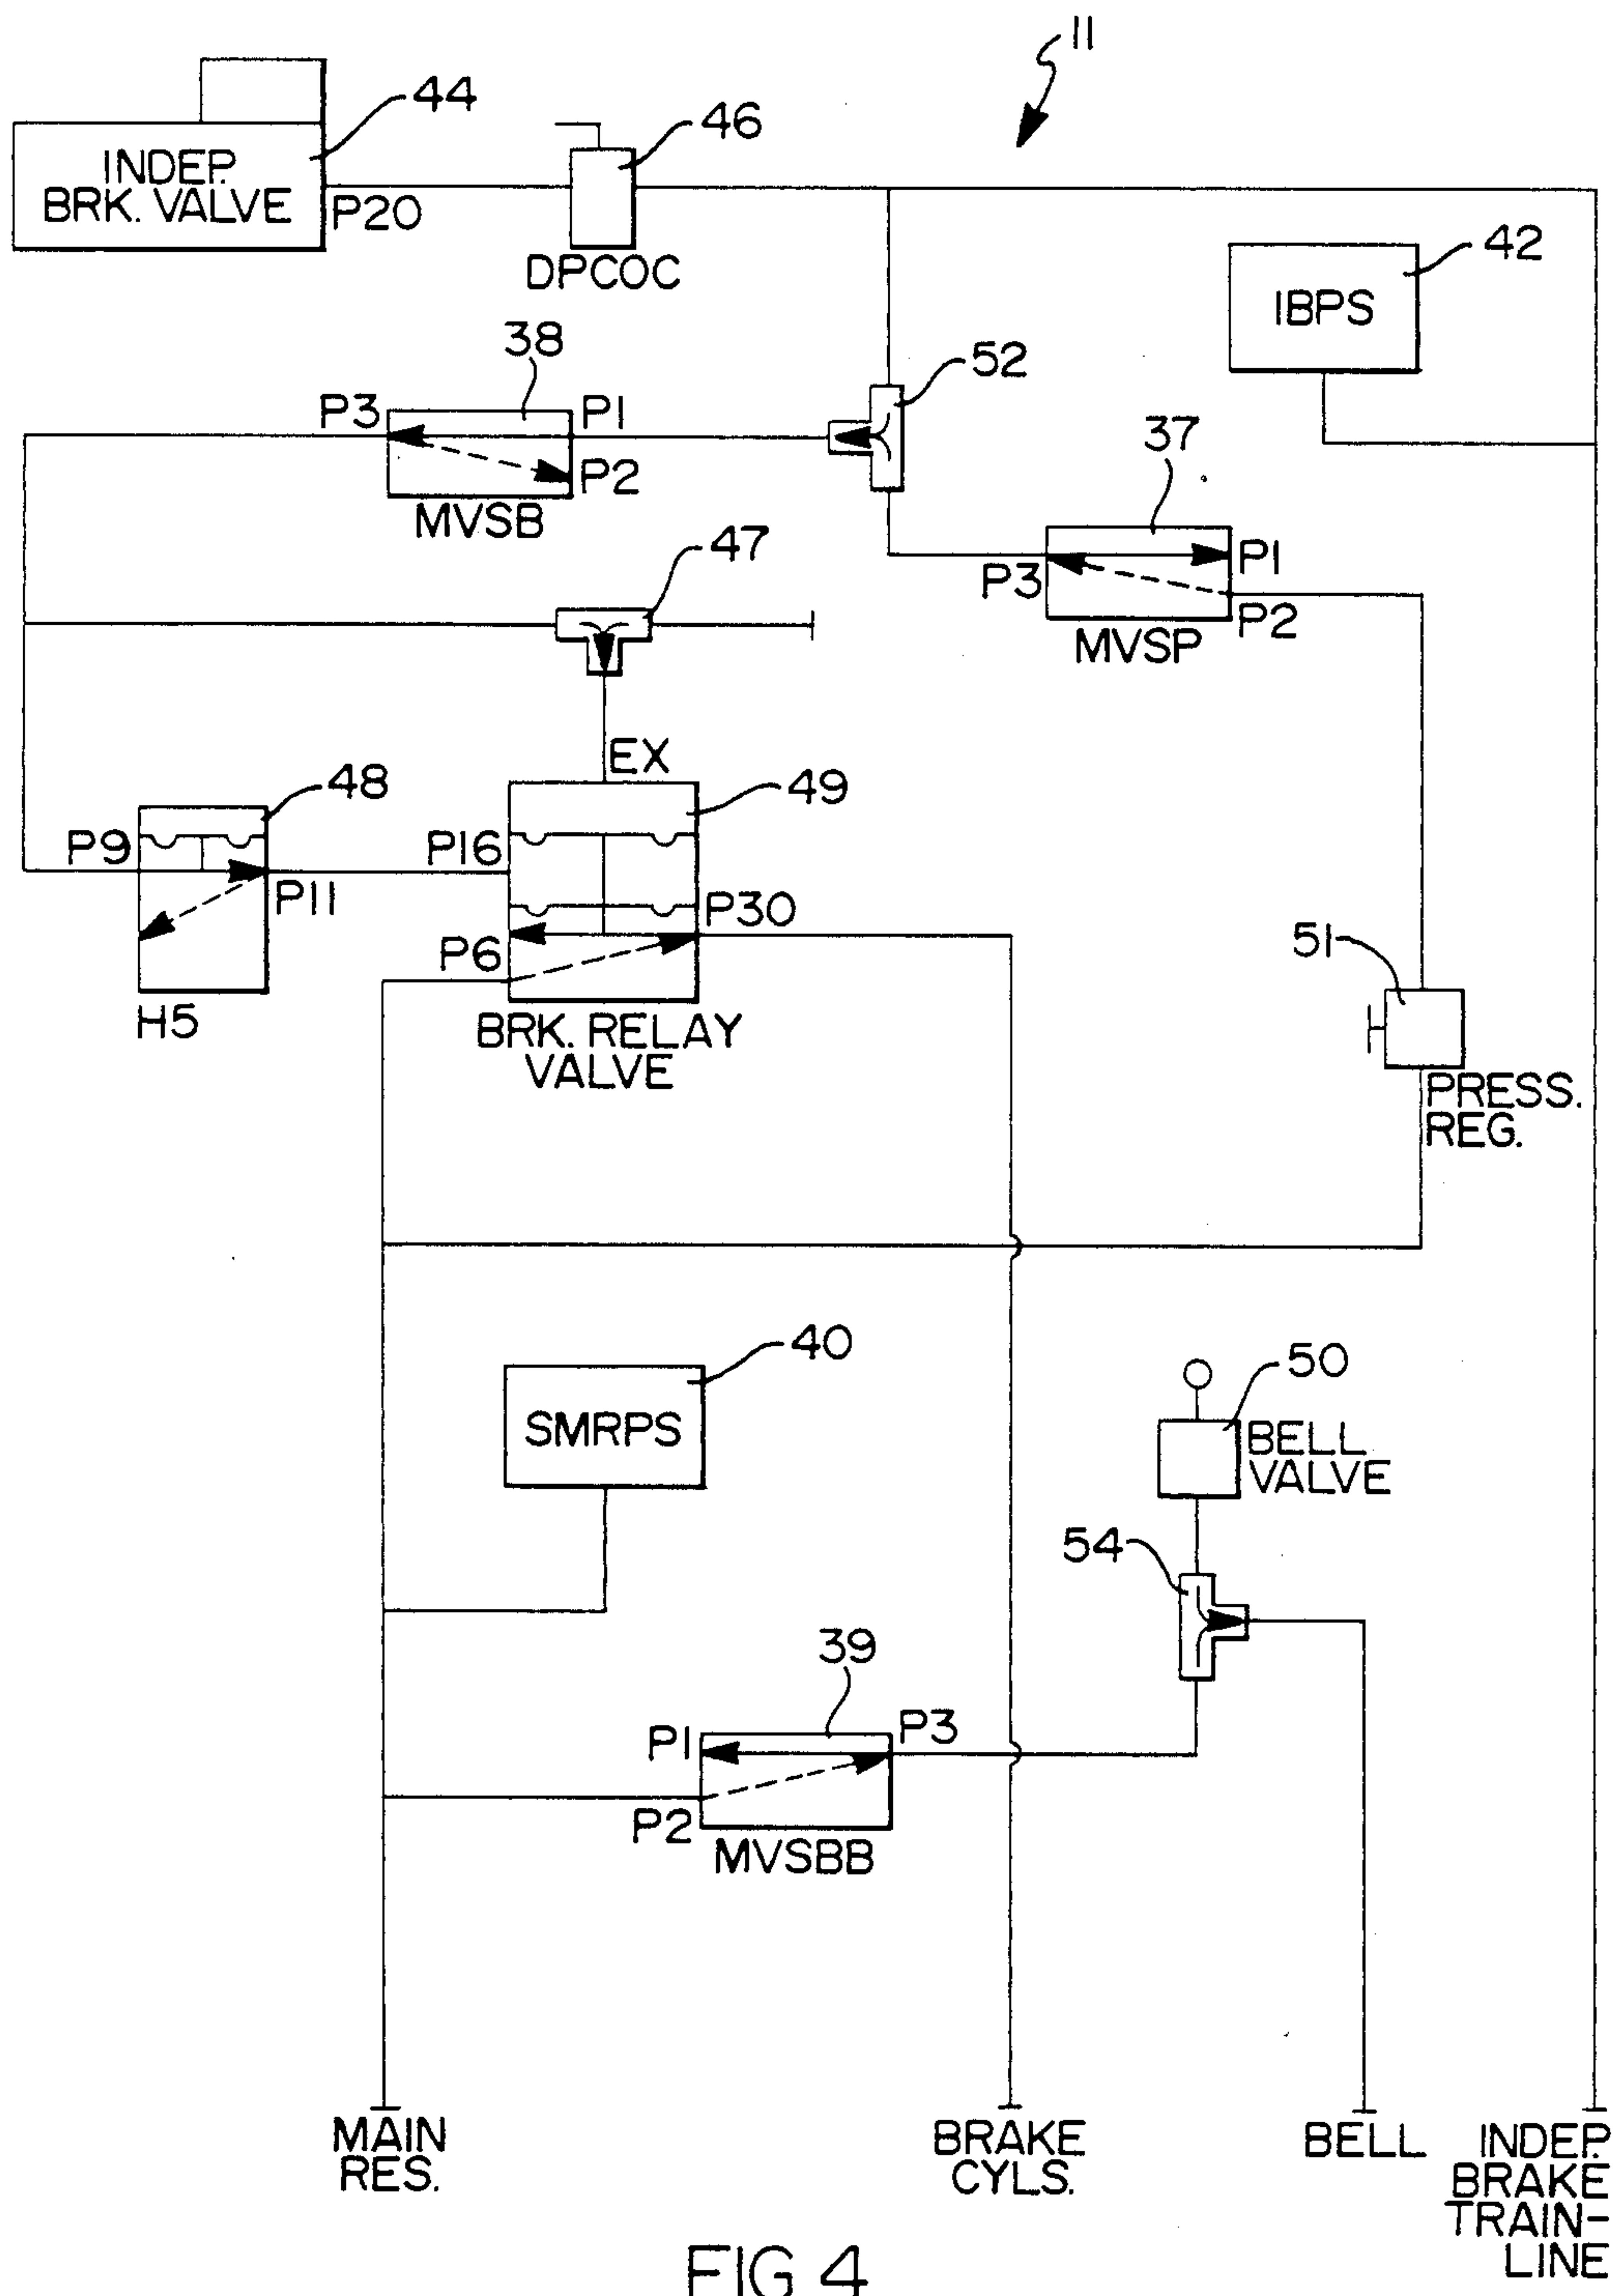 11
44
46
INDEP.
BRK. VALVE
P20
DPCOC
42
IBPS
38
52
P3
P1
P2
MVSB
37
47
P3
P1
P2
MVSP
EX
48
49
P9
P11
P16
P30
P6
H5
BRK. RELAY
VALVE
51
PRESS.
REG.
40
SMRPS
50
BELL
VALVE
54
39
P1
P3
P2
MVSBB
MAIN
RES.
BRAKE
CYLS.
BELL
INDEP.
BRAKE
TRAIN-
LINE
FIG 4